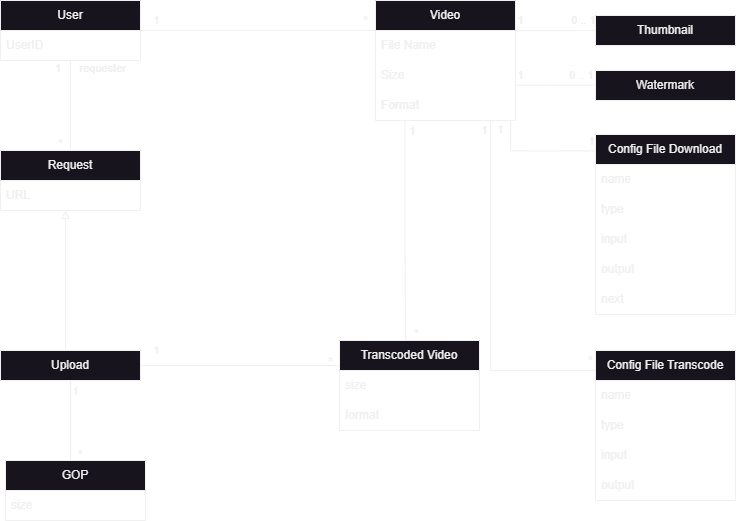 User
UserID
1
*
Video
File Name
Size
Format
1
0 .. 1
Thumbnail
1
0 .. 1
Watermark
1
requester
*
Request
URL
1
1
1
Config File Download
name
type
input
output
next
Upload
1
*
*
Transcoded Video
size
format
*
Config File Transcode
name
type
input
output
1
*
GOP
size